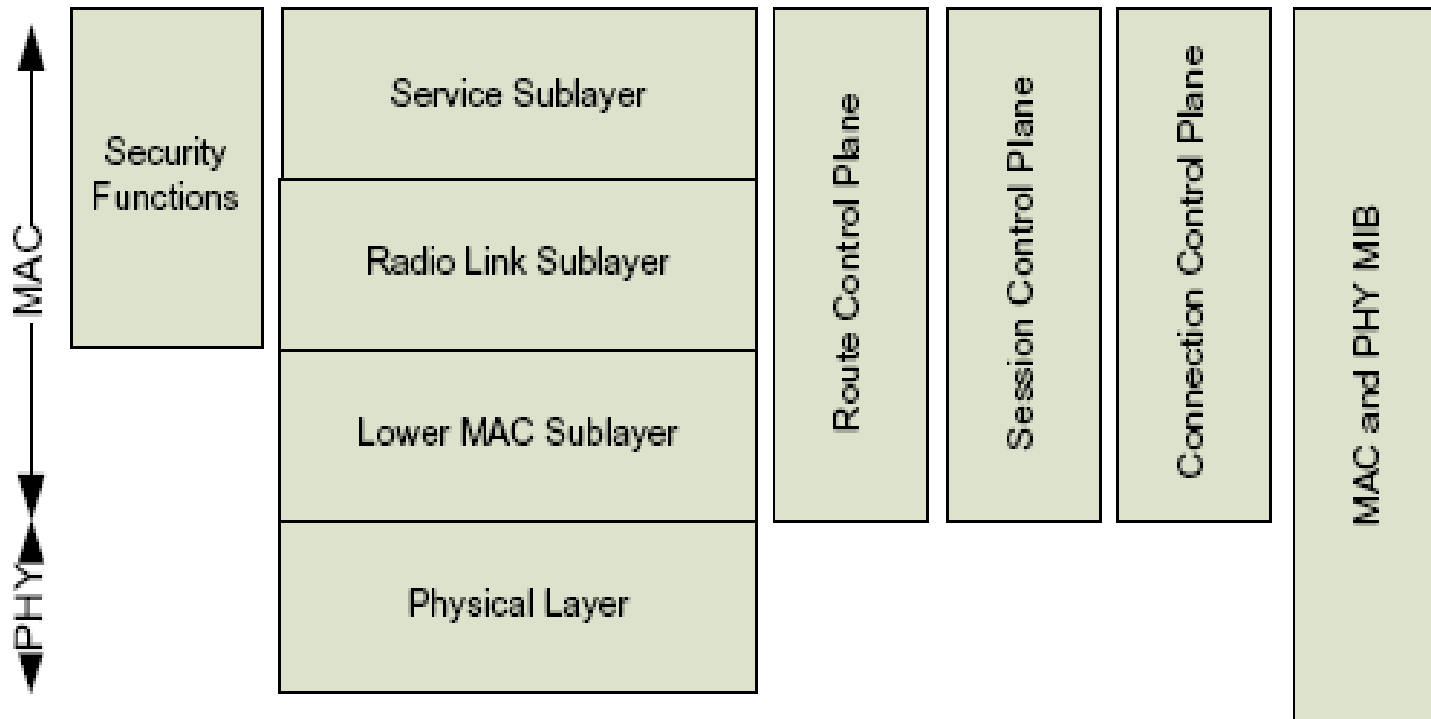 MAC
PHY
Security
Functions
Service Sublayer
Radio Link Sublayer
Lower MAC Sublayer
Physical Layer
Route Control Plane
Session Control Plane
Connection Control Plane
MAC and PHY MIB